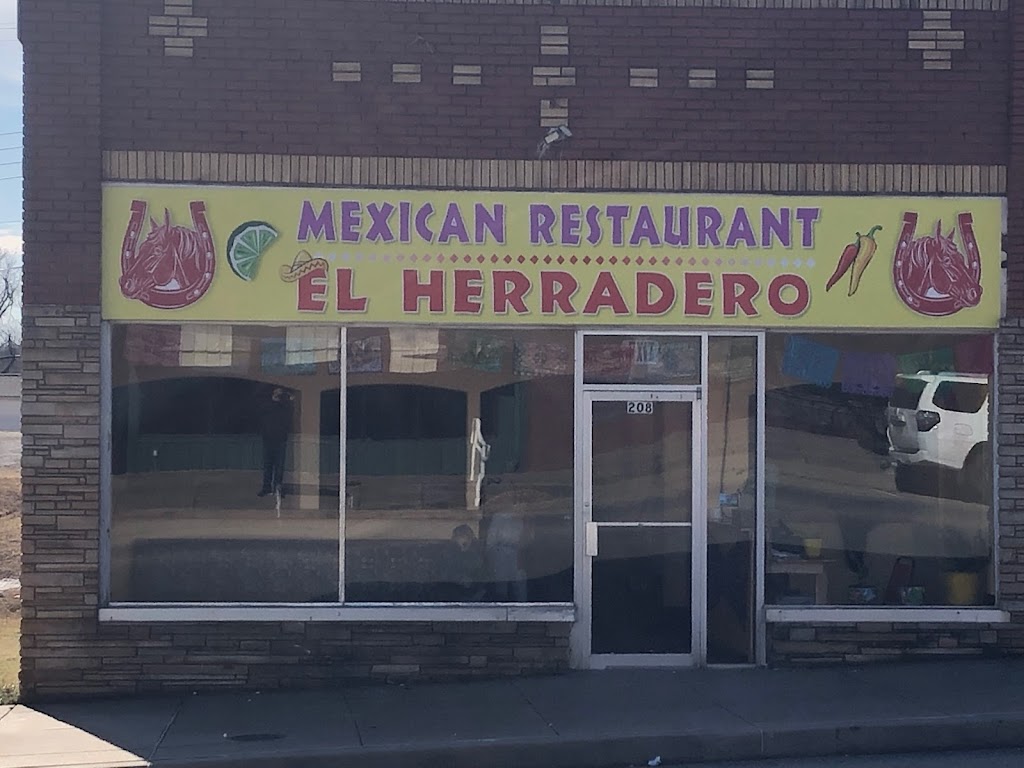 MEXICAN RESTAURANT
EL HERRADERO
208